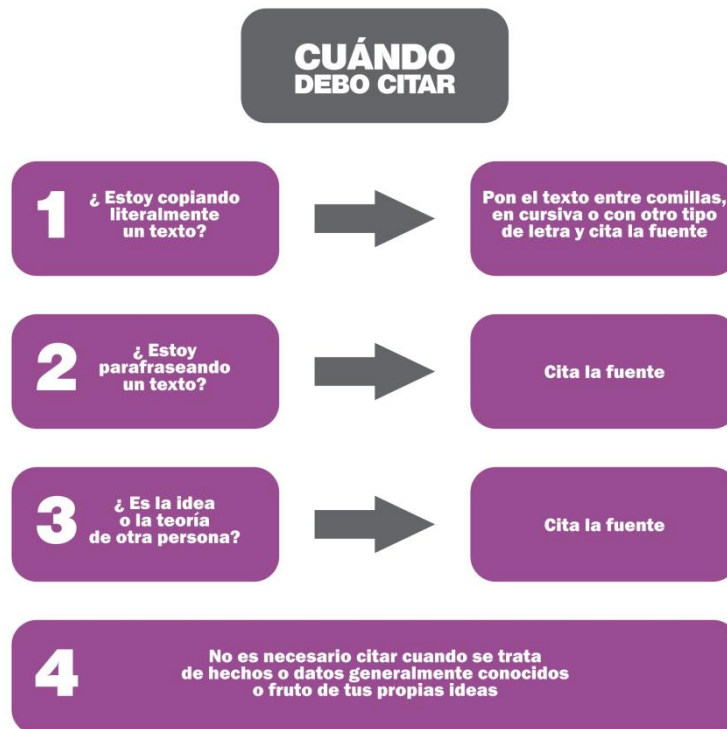 CUÁNDO
DEBO CITAR
1
¿ Estoy copiando
literalmente
un texto?
Pon el texto entre comillas,
en cursiva o con otro tipo
de letra y cita la fuente
2
¿ Estoy
parafraseando
un texto?
Cita la fuente
3
¿ Es la idea
o la teoría
de otra persona?
Cita la fuente
4
No es necesario citar cuando se trata
de hechos o datos generalmente conocidos
o fruto de tus propias ideas